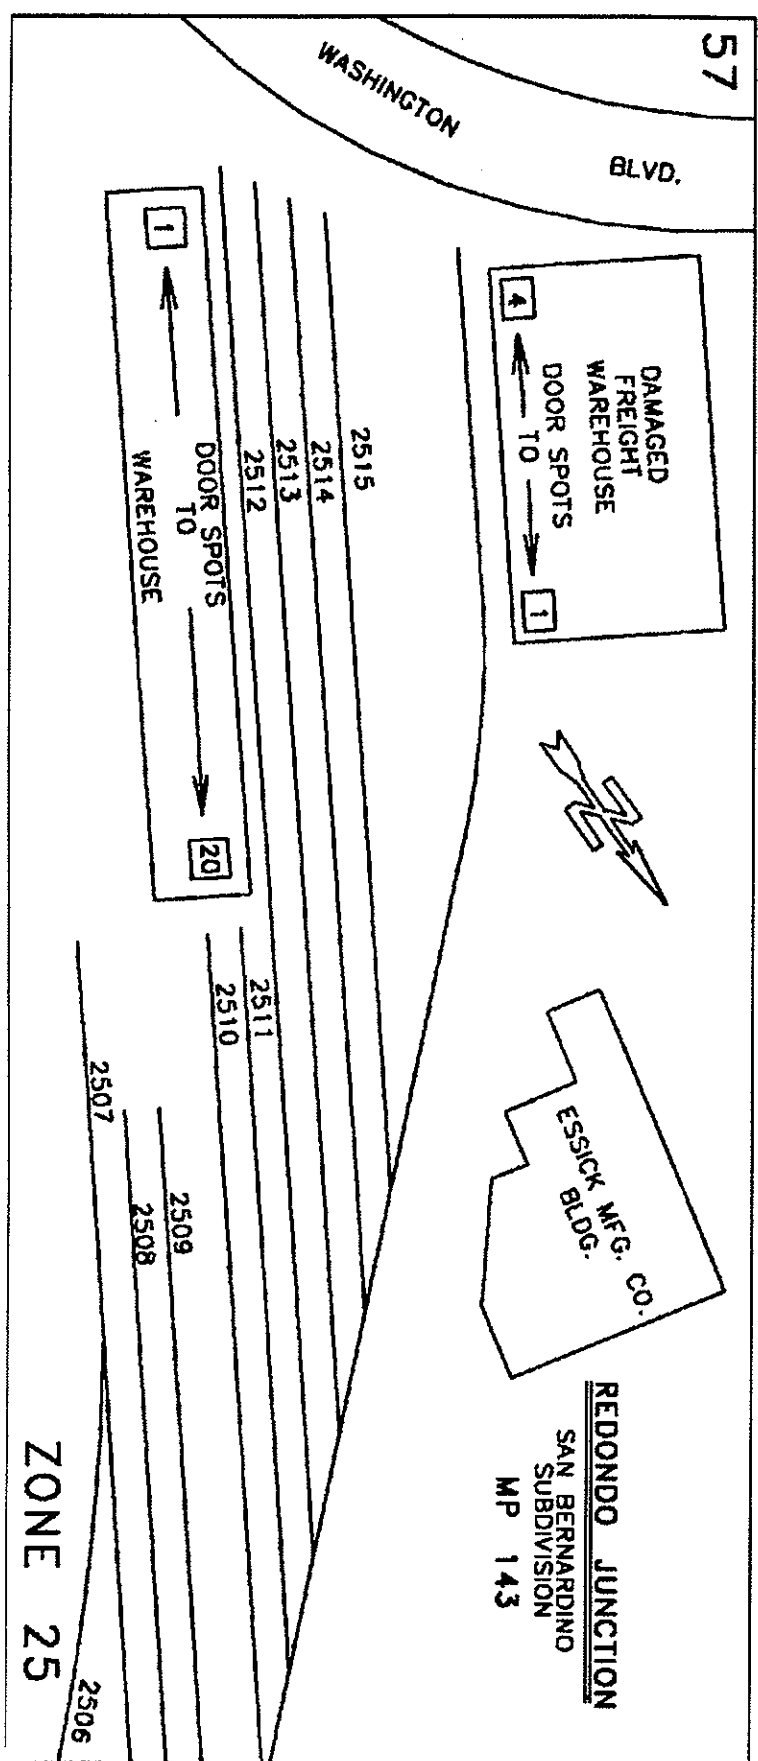 57
WASHINGTON
BLVD.
DAMAGED
FREIGHT
WAREHOUSE
DOOR SPOTS
4 TO 1
2515
2514
2513
2512
1
DOOR SPOTS
TO
20
WAREHOUSE
2511
2510
2509
2508
2507
2506
ESSICK MFG. CO.
BLDG.
REDONDO JUNCTION
SAN BERNARDINO
SUBDIVISION
MP 143
ZONE 25
N